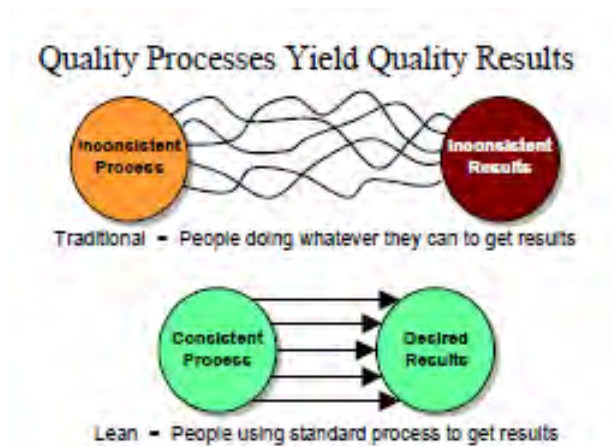 Quality Processes Yield Quality Results
Inconsistent
Process
Inconsistent
Results
Traditional - People doing whatever they can to get results
Consistent
Process
Desired
Results
Lean - People using standard process to get results